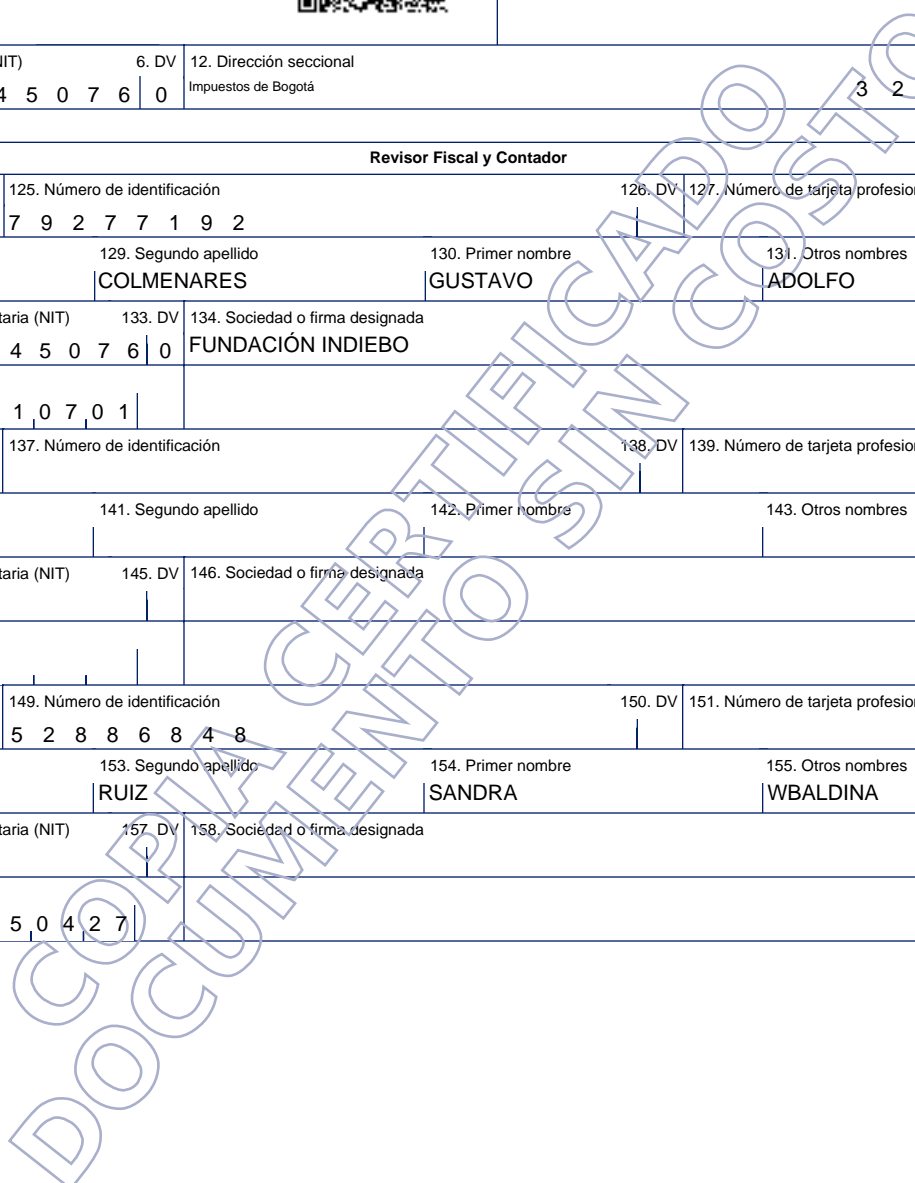 NIT) 6. DV 12. Dirección seccional
4 5 0 7 6 0 Impuestos de Bogotá 3 2
Revisor Fiscal y Contador
125. Número de identificación 126. DV 127. Número de tarjeta profesion
7 9 2 7 7 1 9 2
129. Segundo apellido 130. Primer nombre 131. Otros nombres
COLMENARES GUSTAVO ADOLFO
taria (NIT) 133. DV 134. Sociedad o firma designada
4 5 0 7 6 0 FUNDACIÓN INDIEBO
1 0 7 0 1
137. Número de identificación 138. DV 139. Número de tarjeta profesion
141. Segundo apellido 142. Primer nombre 143. Otros nombres
taria (NIT) 145. DV 146. Sociedad o firma designada
149. Número de identificación 150. DV 151. Número de tarjeta profesion
5 2 8 8 6 8 4 8
153. Segundo apellido 154. Primer nombre 155. Otros nombres
RUIZ SANDRA WBALDINA
taria (NIT) 157. DV 158. Sociedad o firma designada
5 0 4 2 7
COPIA CERTIFICADO
DOCUMENTO SIN COSTO